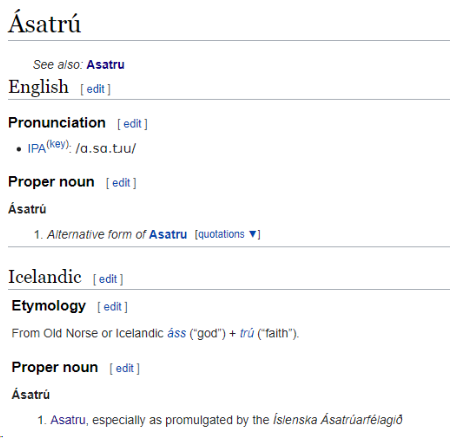 Ásatrú
See also: Asatru
English [ edit ]
Pronunciation [ edit ]
• IPA(key): /ɑ.sɑ.tɹu/
Proper noun [ edit ]
Ásatrú
1. Alternative form of Asatru [quotations ▼]
Icelandic [ edit ]
Etymology [ edit ]
From Old Norse or Icelandic áss (“god”) + trú (“faith”).
Proper noun [ edit ]
Ásatrú
1. Asatru, especially as promulgated by the Íslenska Ásatrúarfélagið